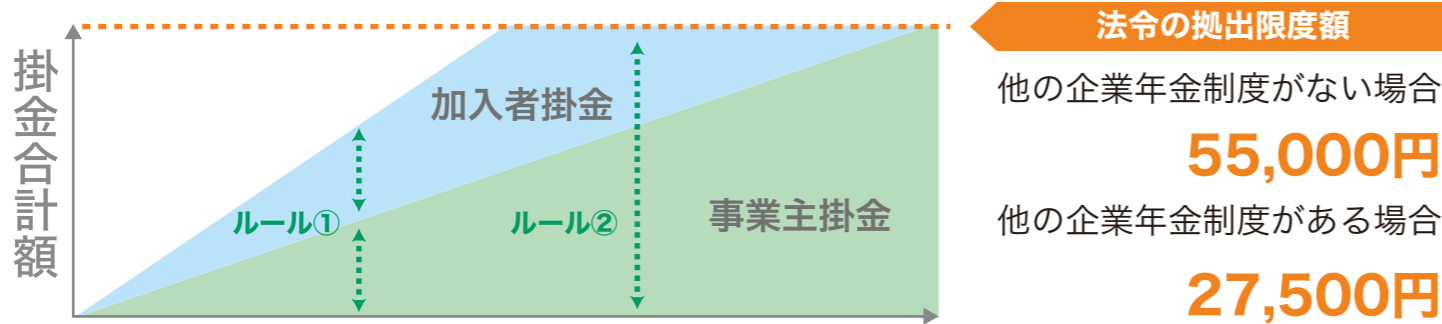 掛金合計額
加入者掛金
ルール①
ルール②
事業主掛金
法令の拠出限度額
他の企業年金制度がない場合
55,000円
他の企業年金制度がある場合
27,500円